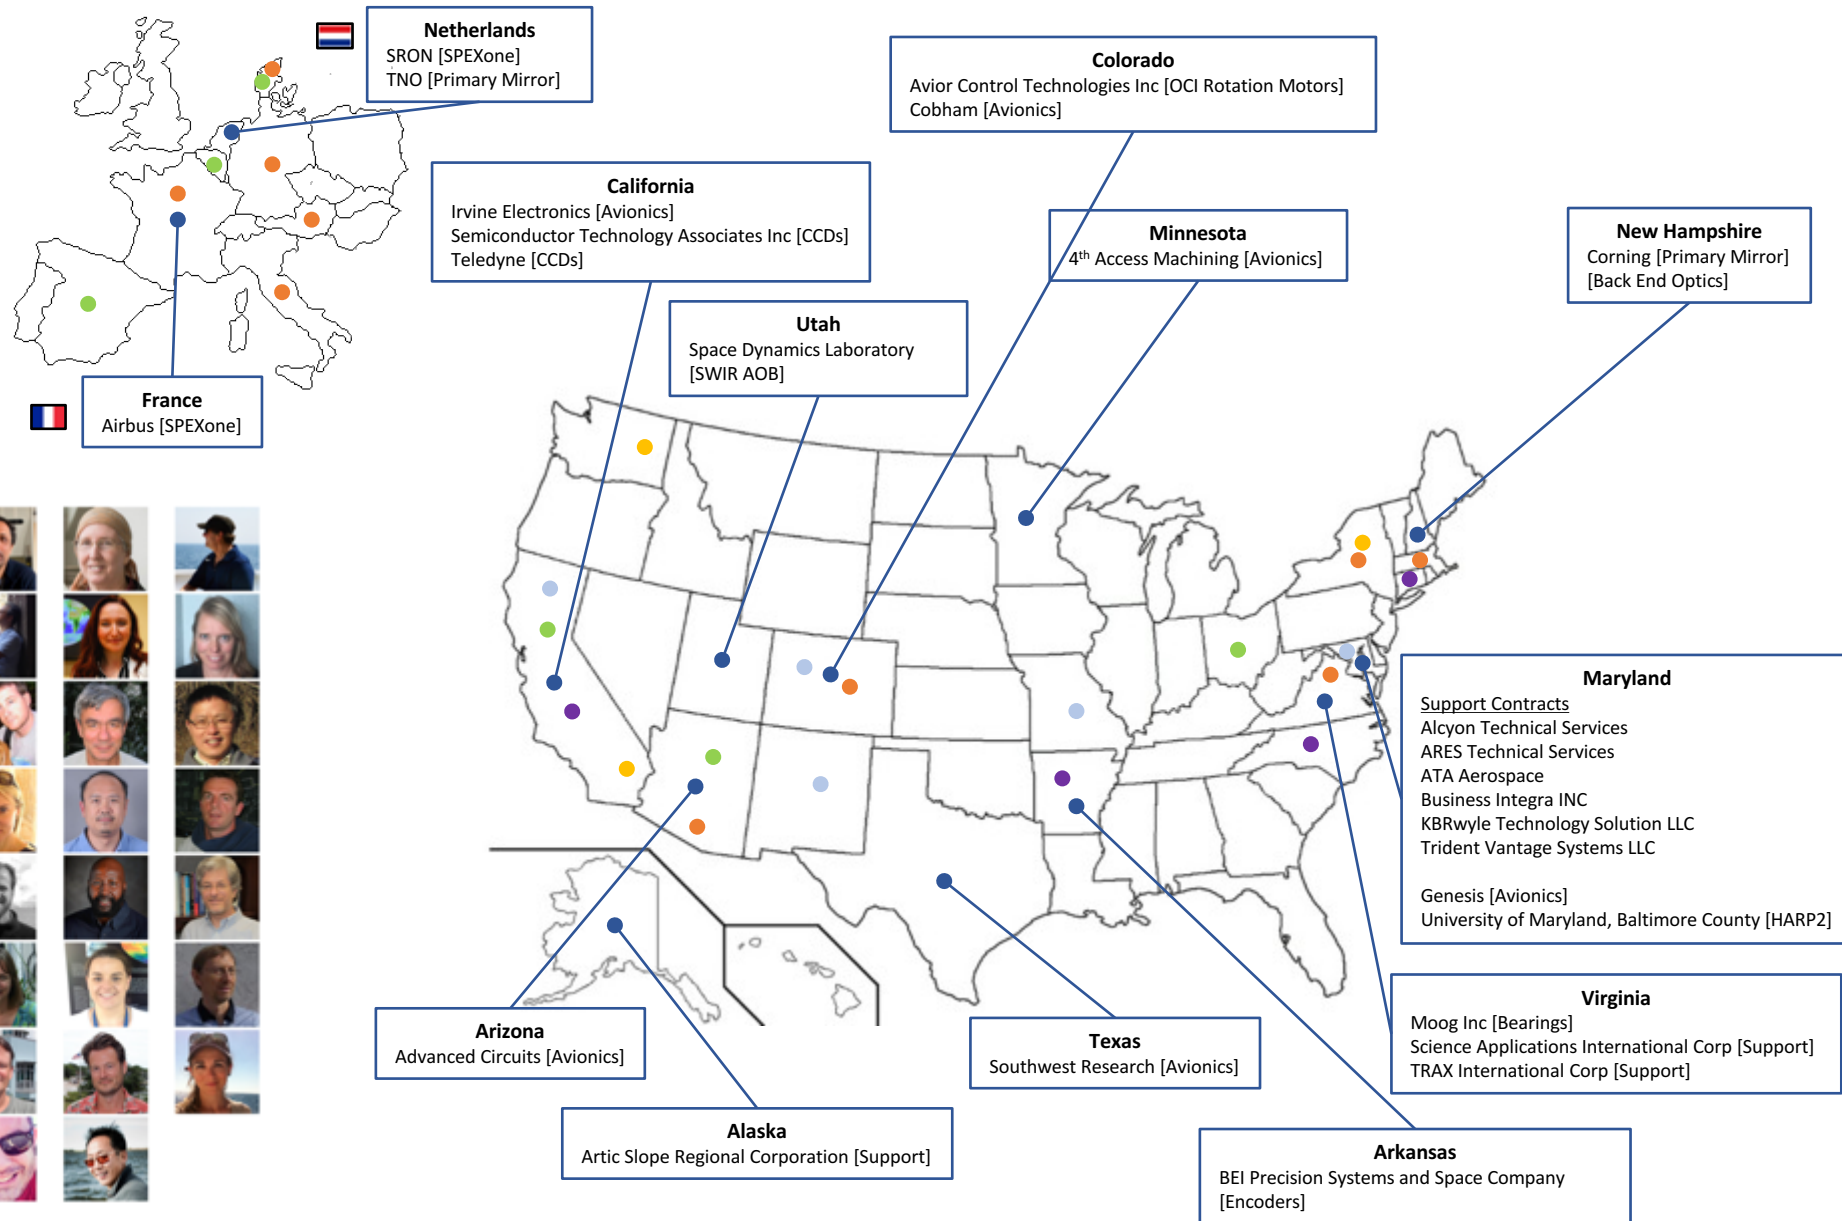 Netherlands
SRON [SPEXone]
TNO [Primary Mirror]
Colorado
Avior Control Technologies Inc [OCI Rotation Motors]
Cobham [Avionics]
California
Irvine Electronics [Avionics]
Semiconductor Technology Associates Inc [CCDs]
Teledyne [CCDs]
Minnesota
4th Access Machining [Avionics]
New Hampshire
Corning [Primary Mirror]
[Back End Optics]
Utah
Space Dynamics Laboratory
[SWIR AOB]
France
Airbus [SPEXone]
Maryland
Support Contracts
Alcyon Technical Services
ARES Technical Services
ATA Aerospace
Business Integra INC
KBRwyle Technology Solution LLC
Trident Vantage Systems LLC
Genesis [Avionics]
University of Maryland, Baltimore County [HARP2]
Virginia
Moog Inc [Bearings]
Science Applications International Corp [Support]
TRAX International Corp [Support]
Arizona
Advanced Circuits [Avionics]
Texas
Southwest Research [Avionics]
Alaska
Artic Slope Regional Corporation [Support]
Arkansas
BEI Precision Systems and Space Company
[Encoders]